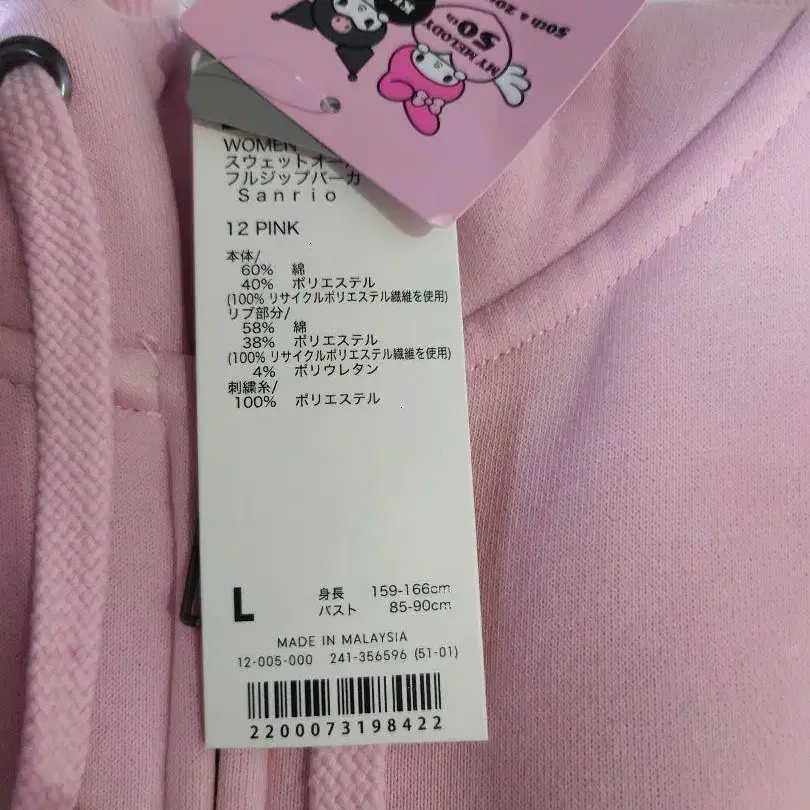 MY MELODY
50th
WOMEN
スウェットオー
フルジップパーカ
Sanrio
12 PINK
本体/
60% 綿
40% ポリエステル
(100% リサイクルポリエステル繊維を使用)
リブ部分/
58% 綿
38% ポリエステル
(100% リサイクルポリエステル繊維を使用)
4% ポリウレタン
刺繍糸/
100% ポリエステル
L 身長 159-166cm
バスト 85-90cm
MADE IN MALAYSIA
12-005-000 241-356596 (51-01)
2200073198422